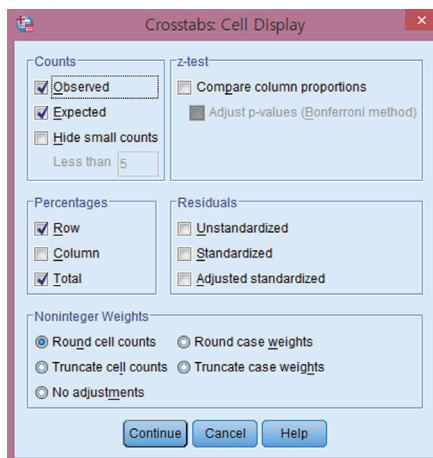 Crosstabs: Cell Display
Counts
Observed
Expected
Hide small counts
Less than 5
z-test
Compare column proportions
Adjust p-values (Bonferroni method)
Percentages
Row
Column
Total
Residuals
Unstandardized
Standardized
Adjusted standardized
Noninteger Weights
Round cell counts
Round case weights
Truncate cell counts
Truncate case weights
No adjustments
Continue
Cancel
Help